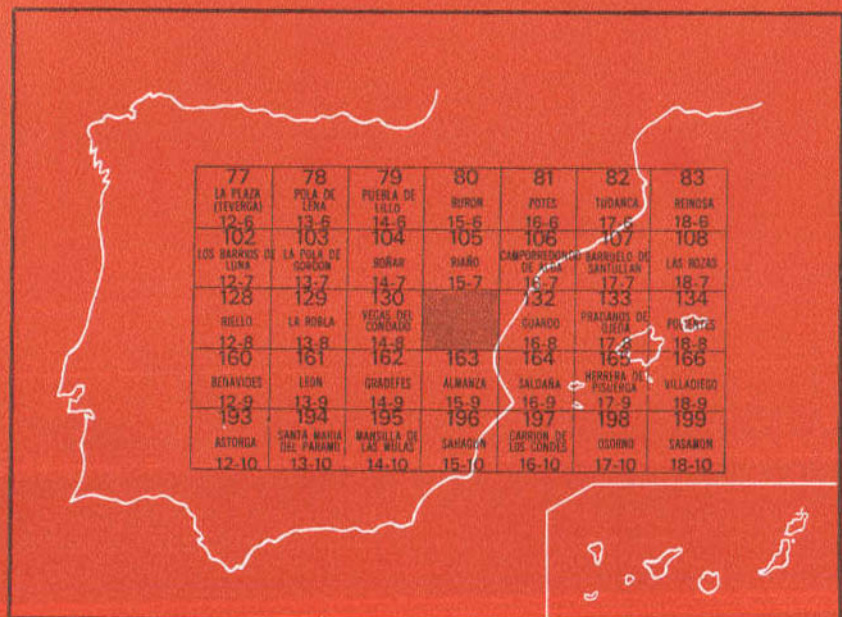 77
LA PLAZA
(TEVERGA)
12-6
78
POLA DE
LENA
13-6
79
PUEBLA DE
LILLO
14-6
80
BURON
15-6
81
POTES
16-6
82
TUDANCA
17-6
83
REINOSA
18-6
102
LOS BARRIOS DE
LUNA
12-7
103
LA POLA DE
GORDON
13-7
104
BOÑAR
14-7
105
RIAÑO
15-7
106
CAMPORREDONDO
DE ALBA
16-7
107
BARRUELO DE
SANTULLAN
17-7
108
LAS ROZAS
18-7
128
RIELLO
12-8
129
LA ROBLA
13-8
130
VEGAS DEL
CONDADO
14-8
132
GUARDO
16-8
133
PRADANOS DE
OJEDA
17-8
134
POLIENTES
18-8
160
BENAVIDES
12-9
161
LEON
13-9
162
GRADEFES
14-9
163
ALMANZA
15-9
164
SALDAÑA
16-9
165
HERRERA DE
PISUERGA
17-9
166
VILLADIEGO
18-9
193
ASTORGA
12-10
194
SANTA MARIA
DEL PARAMO
13-10
195
MANSILLA DE
LAS MULAS
14-10
196
SAHAGUN
15-10
197
CARRION DE
LOS CONDES
16-10
198
OSORNO
17-10
199
SASAMON
18-10